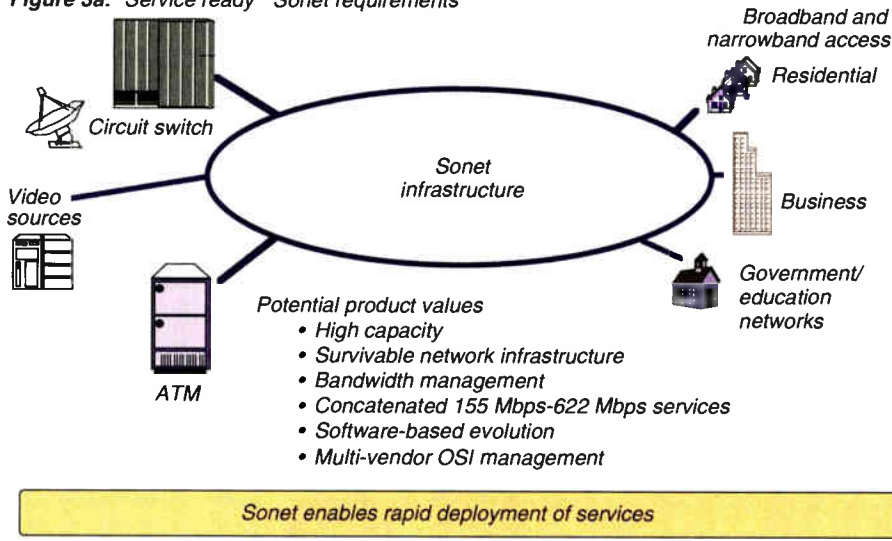 Figure 3a. "Service ready" Sonet requirements
Broadband and
narrowband access
Residential
Circuit switch
Sonet
infrastructure
Video
sources
Business
Government/
education
networks
ATM
Potential product values
• High capacity
• Survivable network infrastructure
• Bandwidth management
• Concatenated 155 Mbps-622 Mbps services
• Software-based evolution
• Multi-vendor OSI management
Sonet enables rapid deployment of services